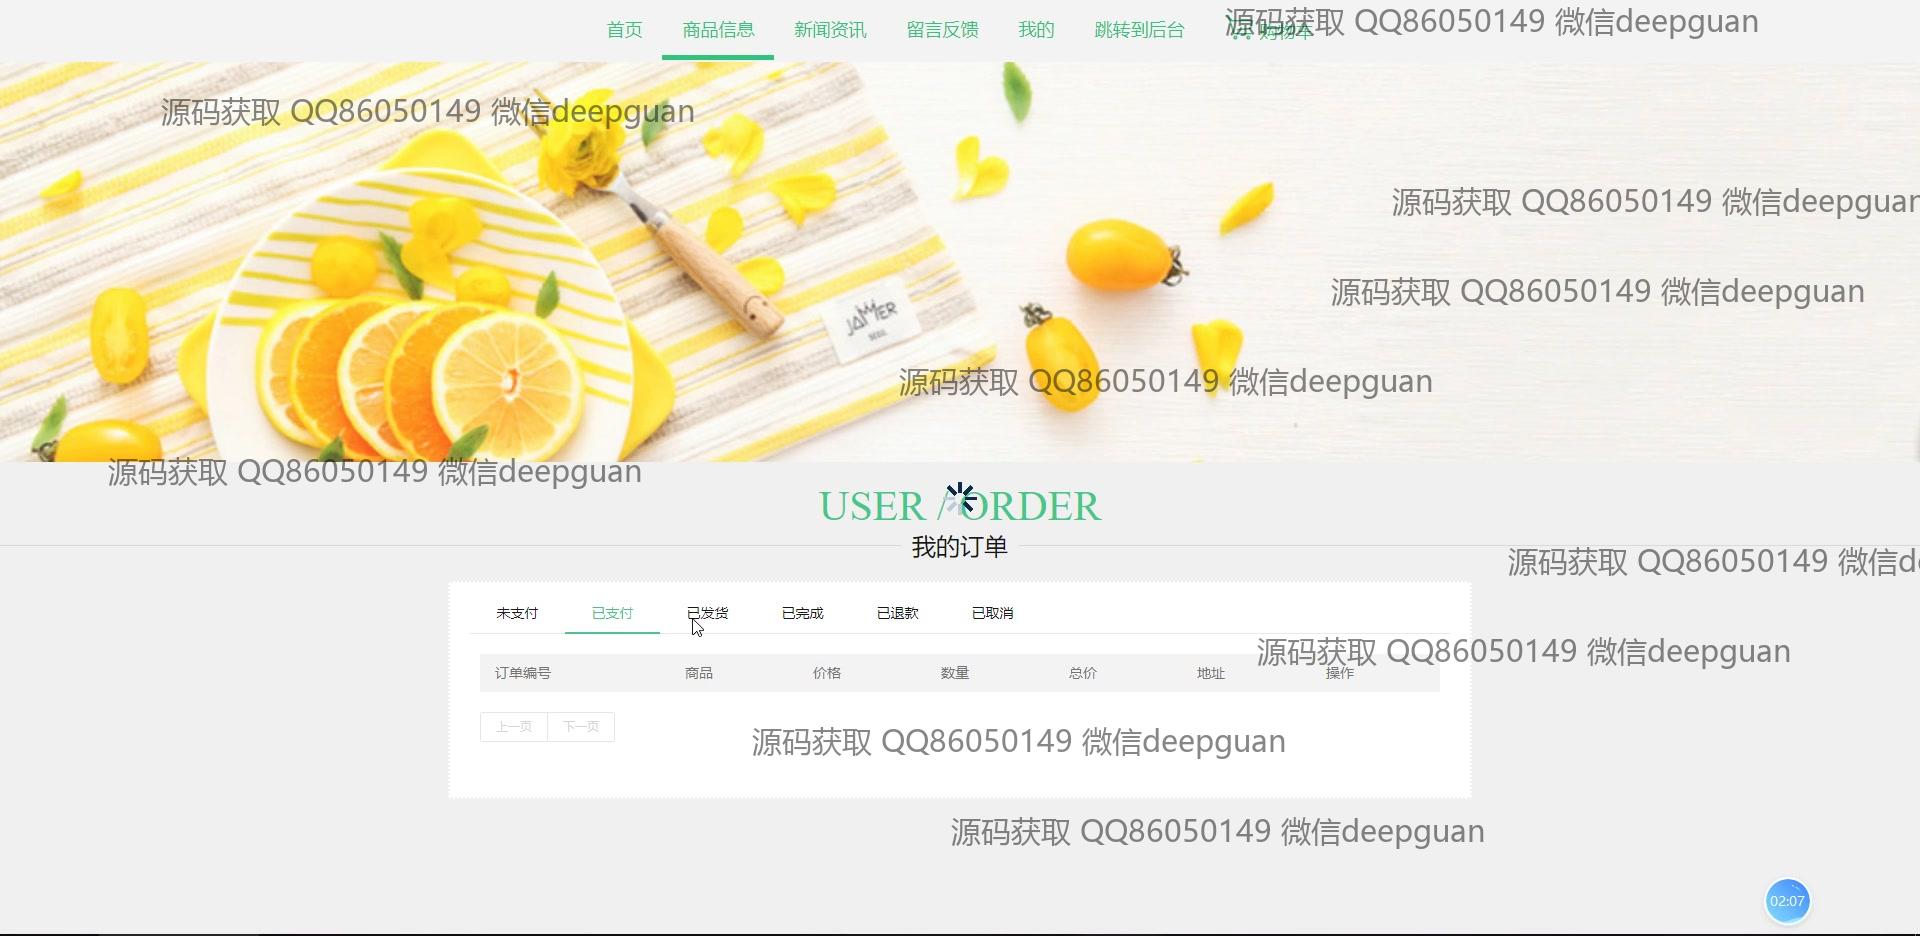 首页 商品信息 新闻资讯 留言反馈 我的 跳转到后台 购物车
源码获取 QQ86050149 微信deepguan
源码获取 QQ86050149 微信deepguan
源码获取 QQ86050149 微信deepguan
源码获取 QQ86050149 微信deepguan
JAMMER
SEOUL
源码获取 QQ86050149 微信deepguan
源码获取 QQ86050149 微信deepguan
USER / ORDER
我的订单
源码获取 QQ86050149 微信de
未支付 已支付 已发货 已完成 已退款 已取消
源码获取 QQ86050149 微信deepguan
订单编号 商品 价格 数量 总价 地址 操作
上一页 下一页
源码获取 QQ86050149 微信deepguan
源码获取 QQ86050149 微信deepguan
02:07